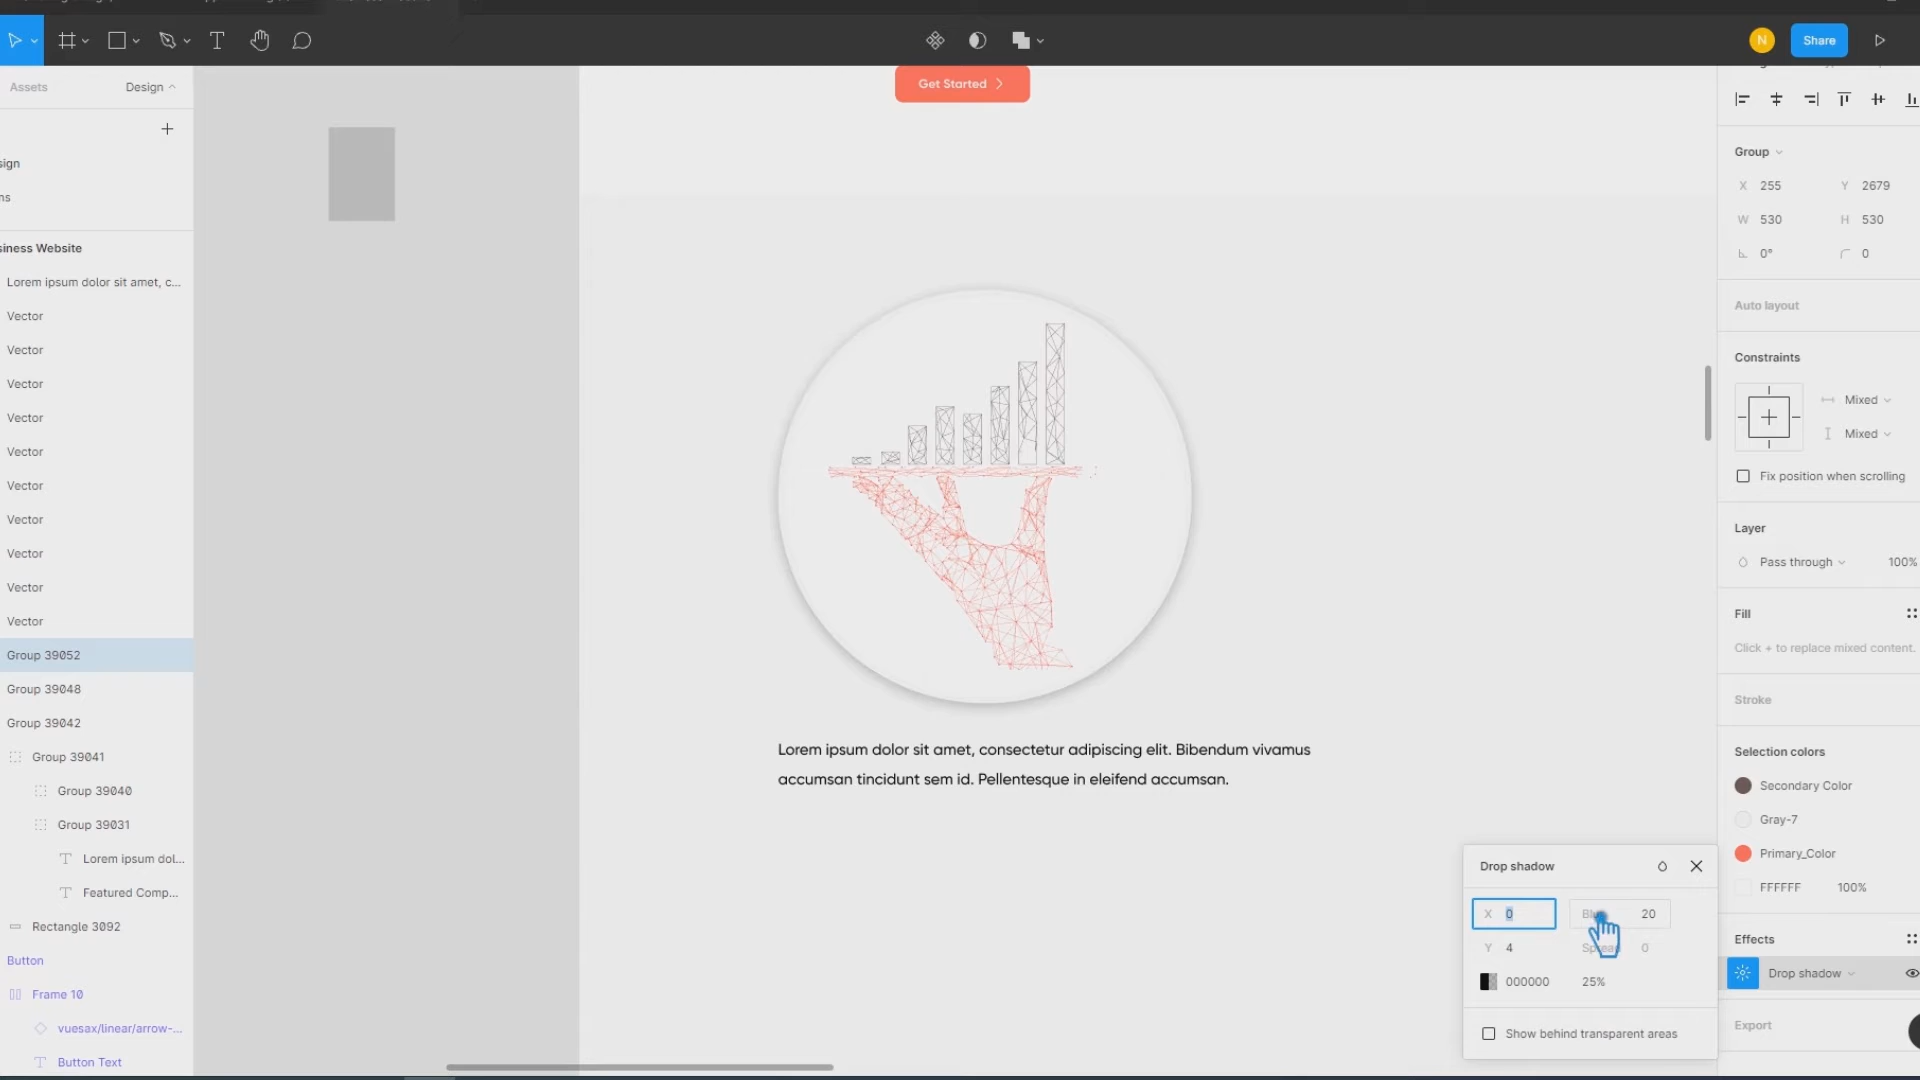 N
Share
Assets
Design
Get Started
sign
ns
siness Website
Lorem ipsum dolor sit amet, c...
Vector
Vector
Vector
Vector
Vector
Vector
Vector
Vector
Vector
Vector
Group 39052
Group 39048
Group 39042
Group 39041
Group 39040
Group 39031
T Lorem ipsum dol...
T Featured Comp...
Rectangle 3092
Button
Frame 10
vuesax/linear/arrow-...
T Button Text
Lorem ipsum dolor sit amet, consectetur adipiscing elit. Bibendum vivamus
accumsan tincidunt sem id. Pellentesque in eleifend accumsan.
Drop shadow
X 0
20
Y 4
Spread 0
000000 25%
Show behind transparent areas
Group
X 255 Y 2679
W 530 H 530
0° 0
Auto layout
Constraints
Mixed
Mixed
Fix position when scrolling
Layer
Pass through 100%
Fill
Click + to replace mixed content.
Stroke
Selection colors
Secondary Color
Gray-7
Primary_Color
FFFFFF 100%
Effects
Drop shadow
Export